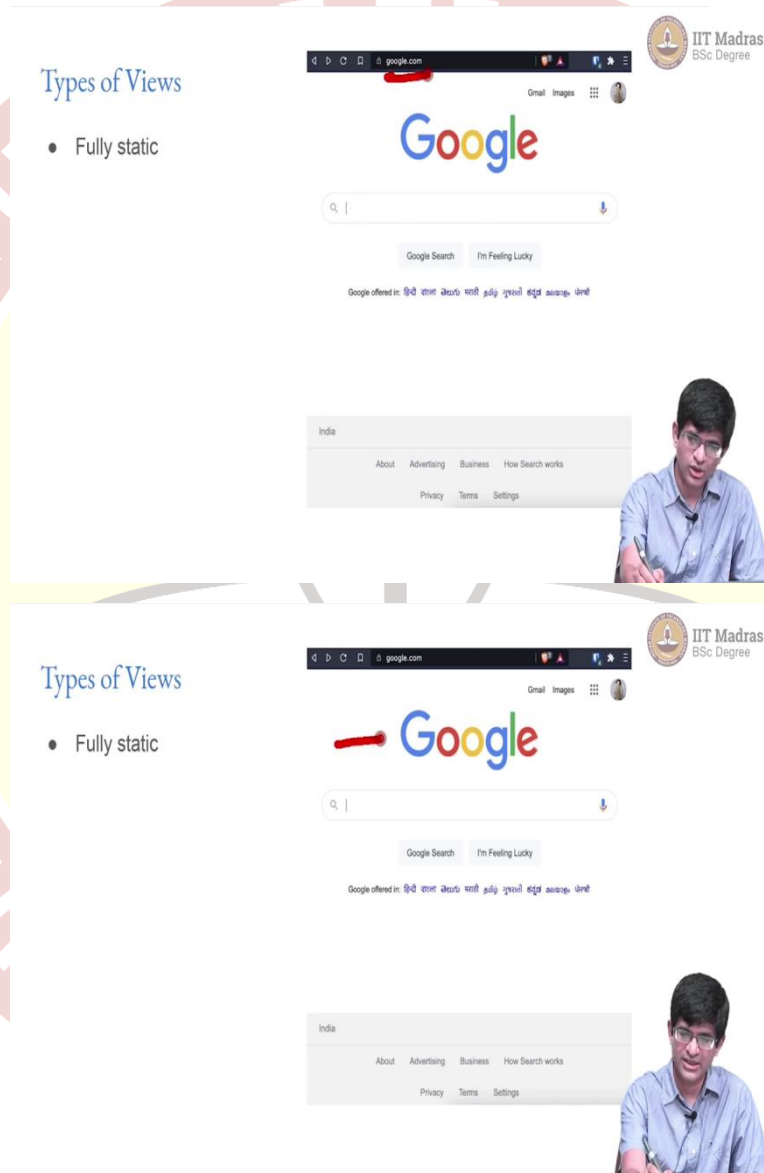 IIT Madras
BSc Degree
Types of Views
google.com
Gmail Images
Fully static
Google
Google Search I'm Feeling Lucky
Google offered in: हिन्दी বাংলা తెలుగు मराठी தமிழ் ગુજરાતી ಕನ್ನಡ മലയാളം ਪੰਜਾਬੀ
India
About Advertising Business How Search works
Privacy Terms Settings
IIT Madras
BSc Degree
Types of Views
google.com
Gmail Images
Fully static
Google
Google Search I'm Feeling Lucky
Google offered in: हिन्दी বাংলা తెలుగు मराठी தமிழ் ગુજરાતી ಕನ್ನಡ മലയാളം ਪੰਜਾਬੀ
India
About Advertising Business How Search works
Privacy Terms Settings